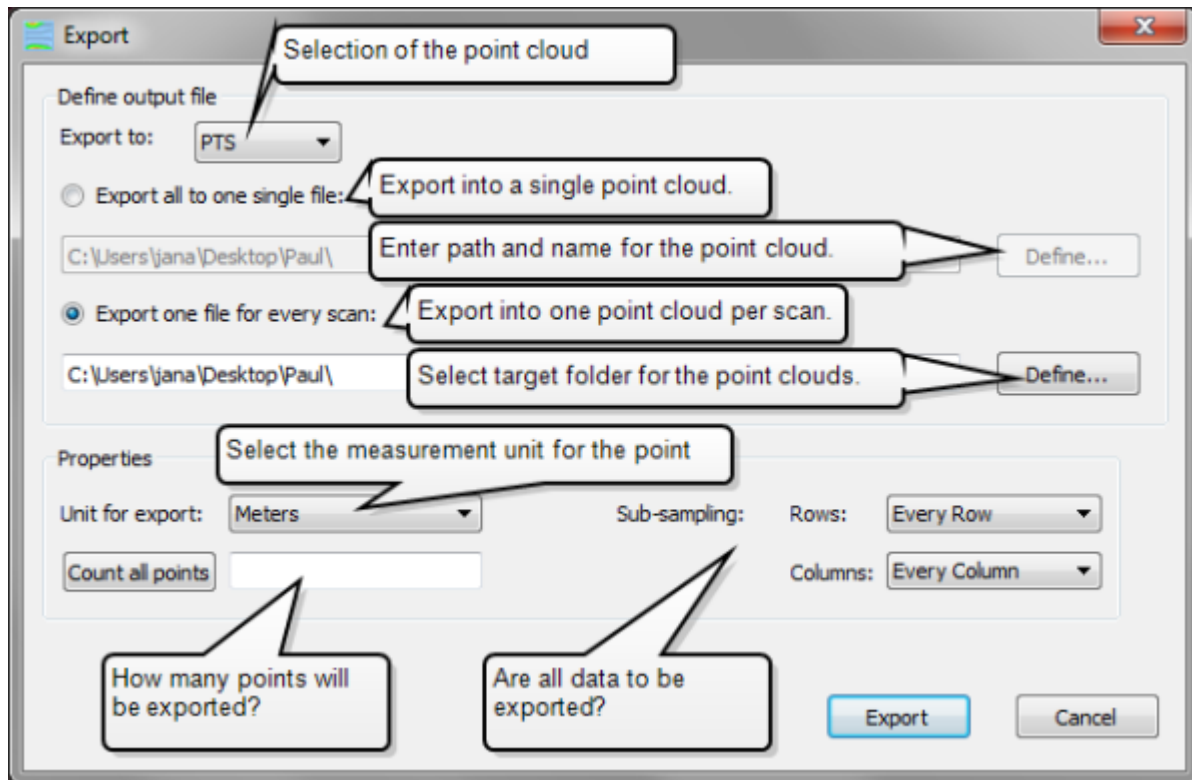 Export
Selection of the point cloud
Define output file
Export to:
PTS
Export all to one single file:
Export into a single point cloud.
C:\Users\jana\Desktop\Paul\
Enter path and name for the point cloud.
Define...
Export one file for every scan:
Export into one point cloud per scan.
C:\Users\jana\Desktop\Paul\
Select target folder for the point clouds.
Define...
Properties
Select the measurement unit for the point
Unit for export:
Meters
Sub-sampling:
Rows:
Every Row
Count all points
Columns:
Every Column
How many points will
be exported?
Are all data to be
exported?
Export
Cancel